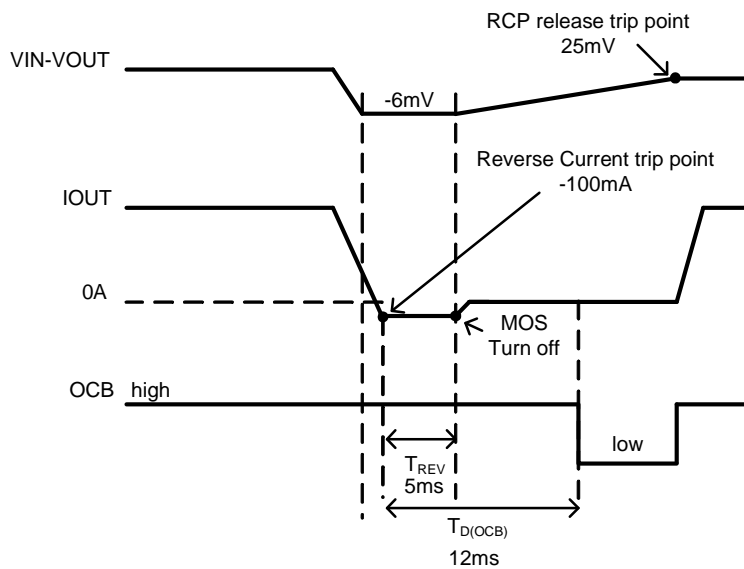 RCP release trip point
25mV
VIN-VOUT
-6mV
Reverse Current trip point
-100mA
IOUT
0A
MOS
Turn off
OCB high
low
TREV
5ms
TD(OCB)
12ms